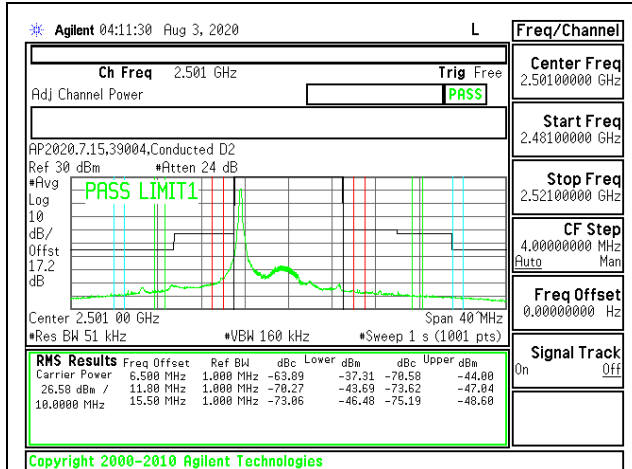 Agilent 04:11:30 Aug 3, 2020 L
Freq/Channel
Ch Freq 2.501 GHz Trig Free
Adj Channel Power PASS
AP2020.7.15,39004,Conducted D2
Ref 30 dBm #Atten 24 dB
#Avg
Log
10
dB/
Offst
17.2
dB
PASS LIMIT1
Center 2.501 00 GHz Span 40 MHz
#Res BW 51 kHz #VBW 160 kHz #Sweep 1 s (1001 pts)
RMS Results Freq Offset Ref BW dBc Lower dBm dBc Upper dBm
Carrier Power 6.500 MHz 1.000 MHz -63.89 -37.31 -70.58 -44.00
26.58 dBm / 11.80 MHz 1.000 MHz -70.27 -43.69 -73.62 -47.04
10.0000 MHz 15.50 MHz 1.000 MHz -73.06 -46.48 -75.19 -48.60
Center Freq
2.50100000 GHz
Start Freq
2.48100000 GHz
Stop Freq
2.52100000 GHz
CF Step
4.00000000 MHz
Auto Man
Freq Offset
0.00000000 Hz
Signal Track
On Off
Copyright 2000-2010 Agilent Technologies